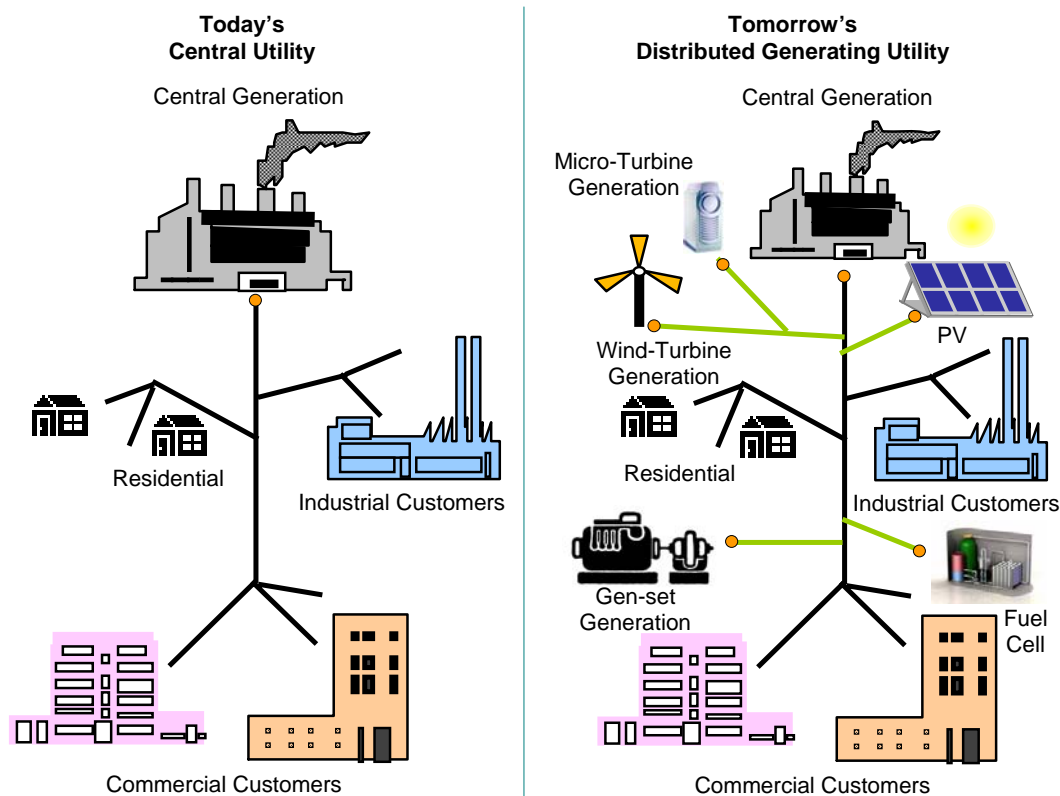 Today's
Central Utility
Central Generation
Residential
Industrial Customers
Commercial Customers
Tomorrow's
Distributed Generating Utility
Central Generation
Micro-Turbine
Generation
PV
Wind-Turbine
Generation
Residential
Industrial Customers
Gen-set
Generation
Fuel
Cell
Commercial Customers